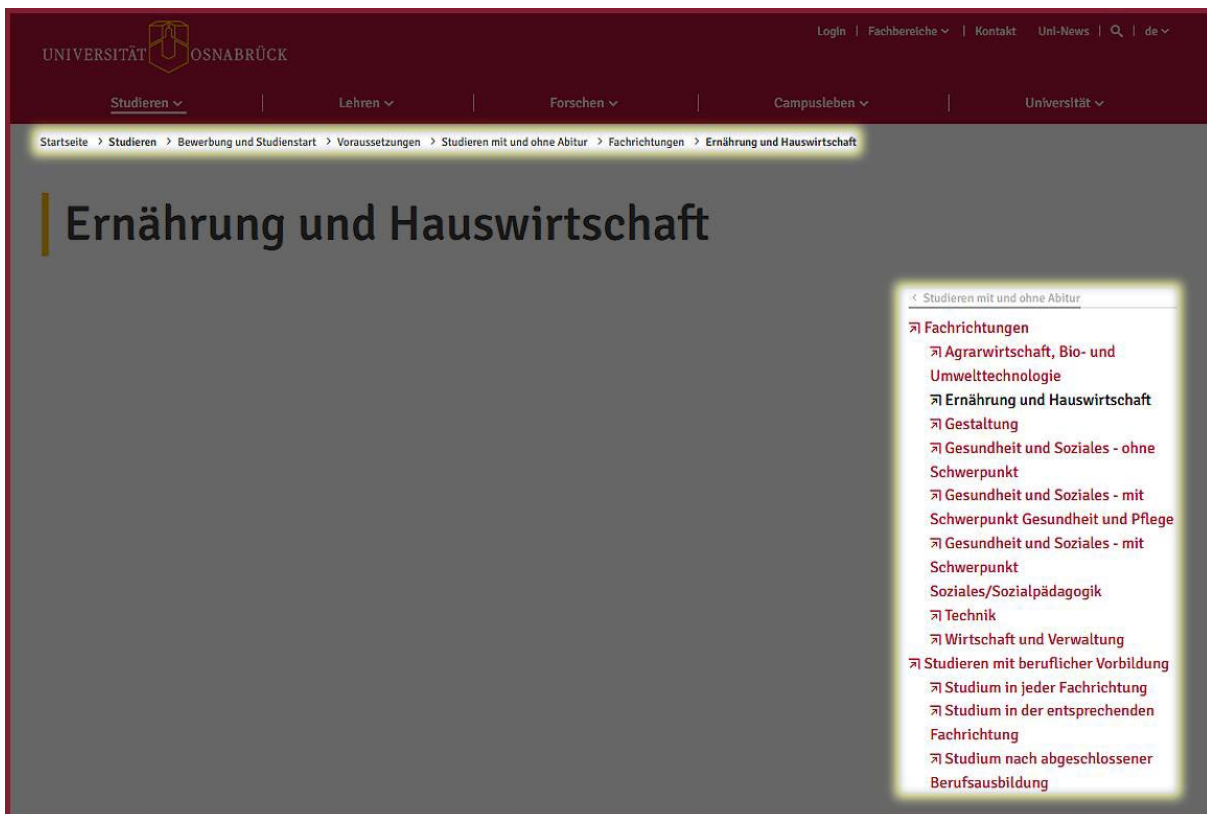 Login | Fachbereiche | Kontakt Uni-News | de
UNIVERSITÄT OSNABRÜCK
Studieren | Lehren | Forschen | Campusleben | Universität
Startseite > Studieren > Bewerbung und Studienstart > Voraussetzungen > Studieren mit und ohne Abitur > Fachrichtungen > Ernährung und Hauswirtschaft
Ernährung und Hauswirtschaft
< Studieren mit und ohne Abitur
Fachrichtungen
Agrarwirtschaft, Bio- und
Umwelttechnologie
Ernährung und Hauswirtschaft
Gestaltung
Gesundheit und Soziales - ohne
Schwerpunkt
Gesundheit und Soziales - mit
Schwerpunkt Gesundheit und Pflege
Gesundheit und Soziales - mit
Schwerpunkt
Soziales/Sozialpädagogik
Technik
Wirtschaft und Verwaltung
Studieren mit beruflicher Vorbildung
Studium in jeder Fachrichtung
Studium in der entsprechenden
Fachrichtung
Studium nach abgeschlossener
Berufsausbildung